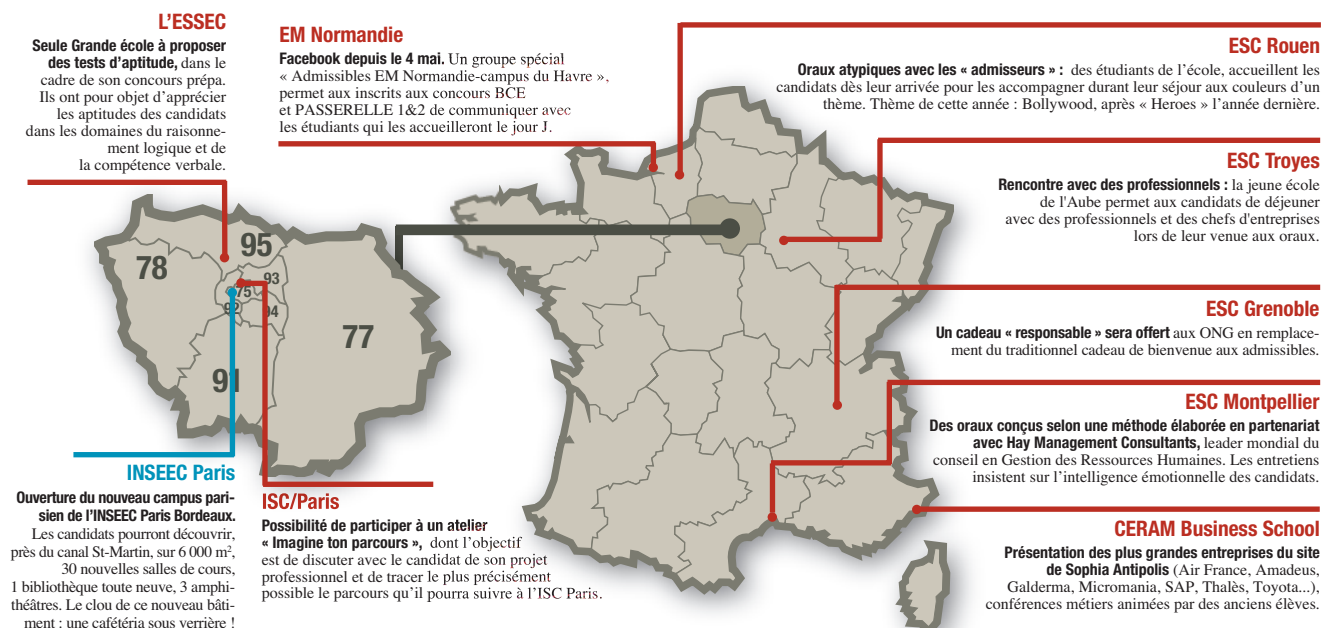 L'ESSEC
Seule Grande école à proposer
des tests d'aptitude, dans le
cadre de son concours prépa.
Ils ont pour objet d'apprécier
les aptitudes des candidats
dans les domaines du raisonne-
ment logique et de
la compétence verbale.
EM Normandie
Facebook depuis le 4 mai. Un groupe spécial
« Admissibles EM Normandie-campus du Havre »,
permet aux inscrits aux concours BCE
et PASSERELLE 1&2 de communiquer avec
les étudiants qui les accueilleront le jour J.
ESC Rouen
Oraux atypiques avec les « admisseurs » : des étudiants de l'école, accueillent les
candidats dès leur arrivée pour les accompagner durant leur séjour aux couleurs d'un
thème. Thème de cette année : Bollywood, après « Heroes » l'année dernière.
ESC Troyes
Rencontre avec des professionnels : la jeune école
de l'Aube permet aux candidats de déjeuner
avec des professionnels et des chefs d'entreprises
lors de leur venue aux oraux.
ESC Grenoble
Un cadeau « responsable » sera offert aux ONG en remplace-
ment du traditionnel cadeau de bienvenue aux admissibles.
ESC Montpellier
Des oraux conçus selon une méthode élaborée en partenariat
avec Hay Management Consultants, leader mondial du
conseil en Gestion des Ressources Humaines. Les entretiens
insistent sur l'intelligence émotionnelle des candidats.
CERAM Business School
Présentation des plus grandes entreprises du site
de Sophia Antipolis (Air France, Amadeus,
Galderma, Micromania, SAP, Thalès, Toyota...),
conférences métiers animées par des anciens élèves.
78
95
93
75
92
94
77
91
INSEEC Paris
Ouverture du nouveau campus pari-
sien de l'INSEEC Paris Bordeaux.
Les candidats pourront découvrir,
près du canal St-Martin, sur 6 000 m²,
30 nouvelles salles de cours,
1 bibliothèque toute neuve, 3 amphi-
théâtres. Le clou de ce nouveau bâti-
ment : une cafétéria sous verrière !
ISC/Paris
Possibilité de participer à un atelier
« Imagine ton parcours », dont l'objectif
est de discuter avec le candidat de son projet
professionnel et de tracer le plus précisément
possible le parcours qu'il pourra suivre à l'ISC Paris.